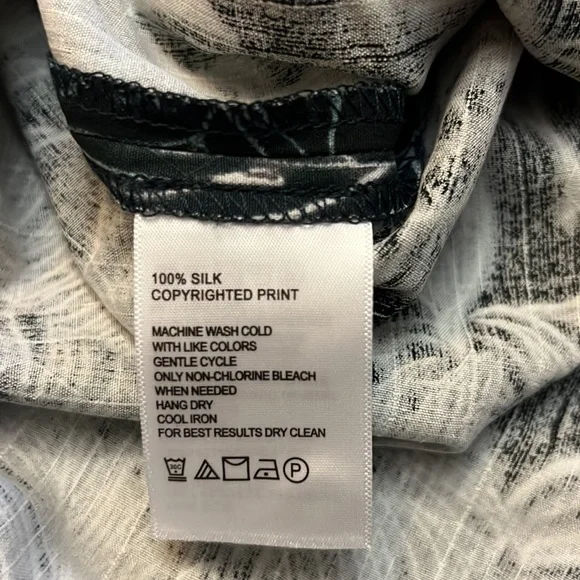 100% SILK
COPYRIGHTED PRINT
MACHINE WASH COLD
WITH LIKE COLORS
GENTLE CYCLE
ONLY NON-CHLORINE BLEACH
WHEN NEEDED
HANG DRY
COOL IRON
FOR BEST RESULTS DRY CLEAN
30C P